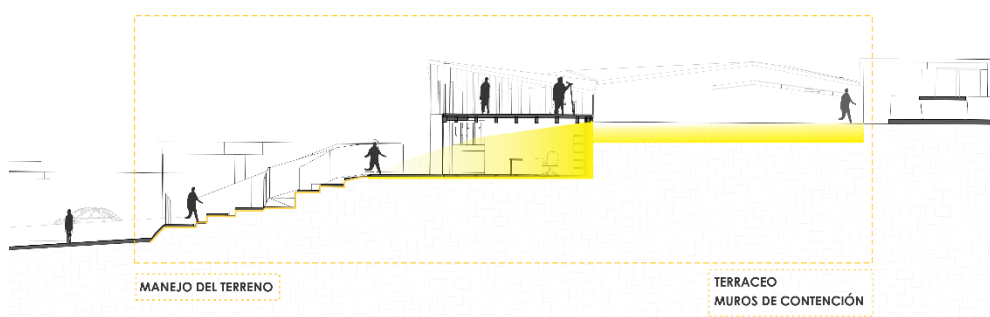 MANEJO DEL TERRENO
TERRACEO
MUROS DE CONTENCIÓN